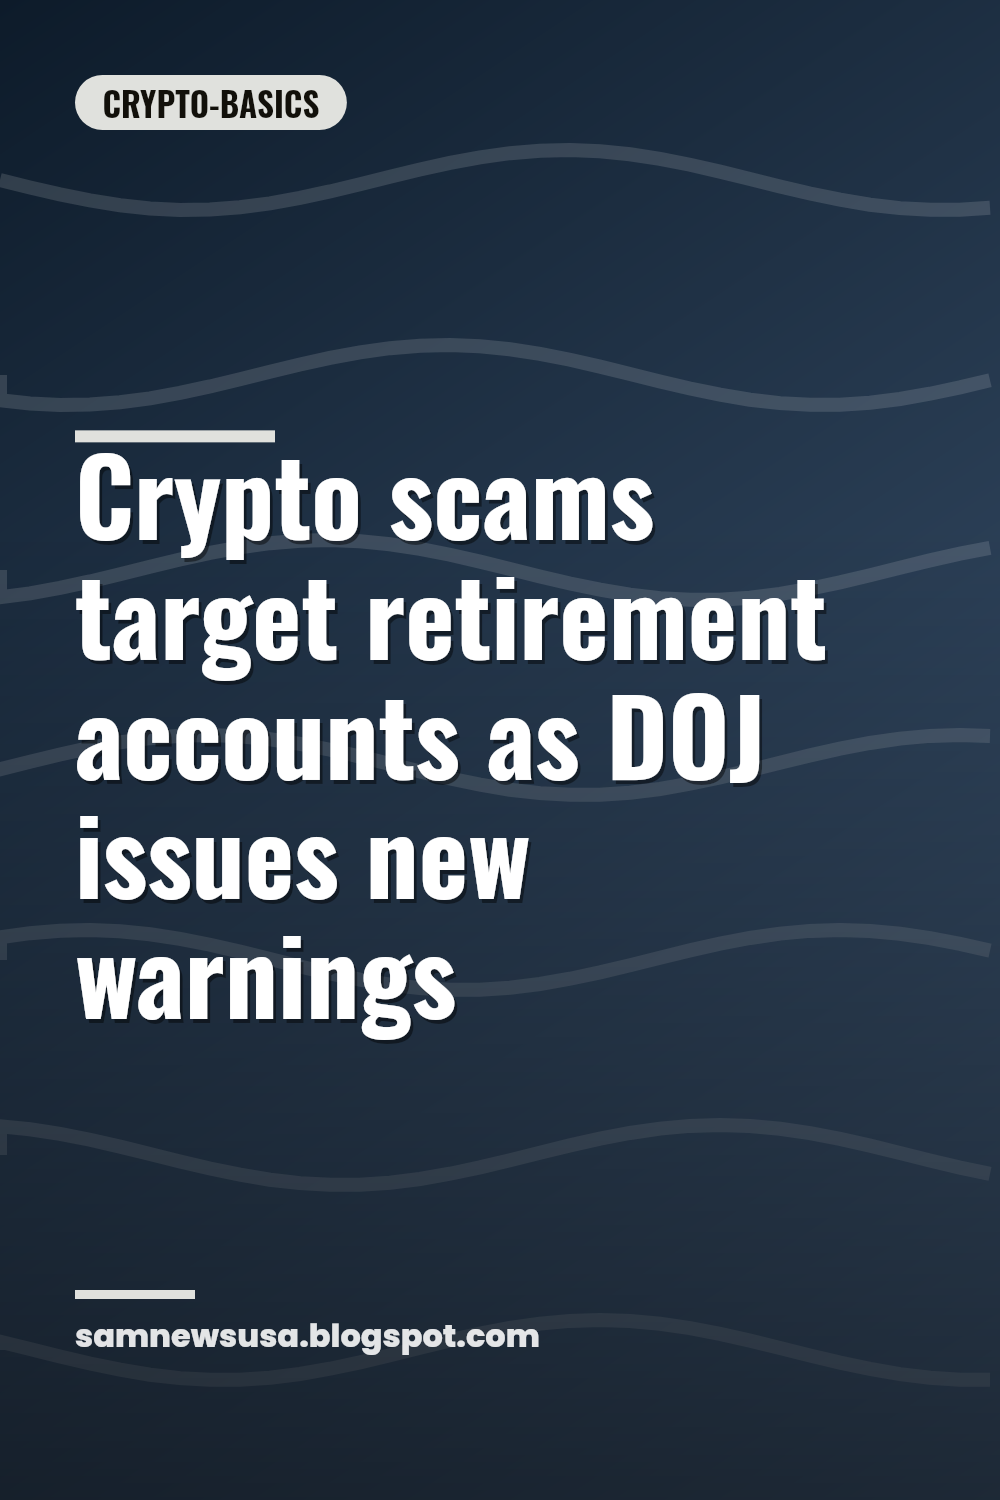 CRYPTO-BASICS
Crypto scams
target retirement
accounts as DOJ
issues new
warnings
samnewsusa.blogspot.com